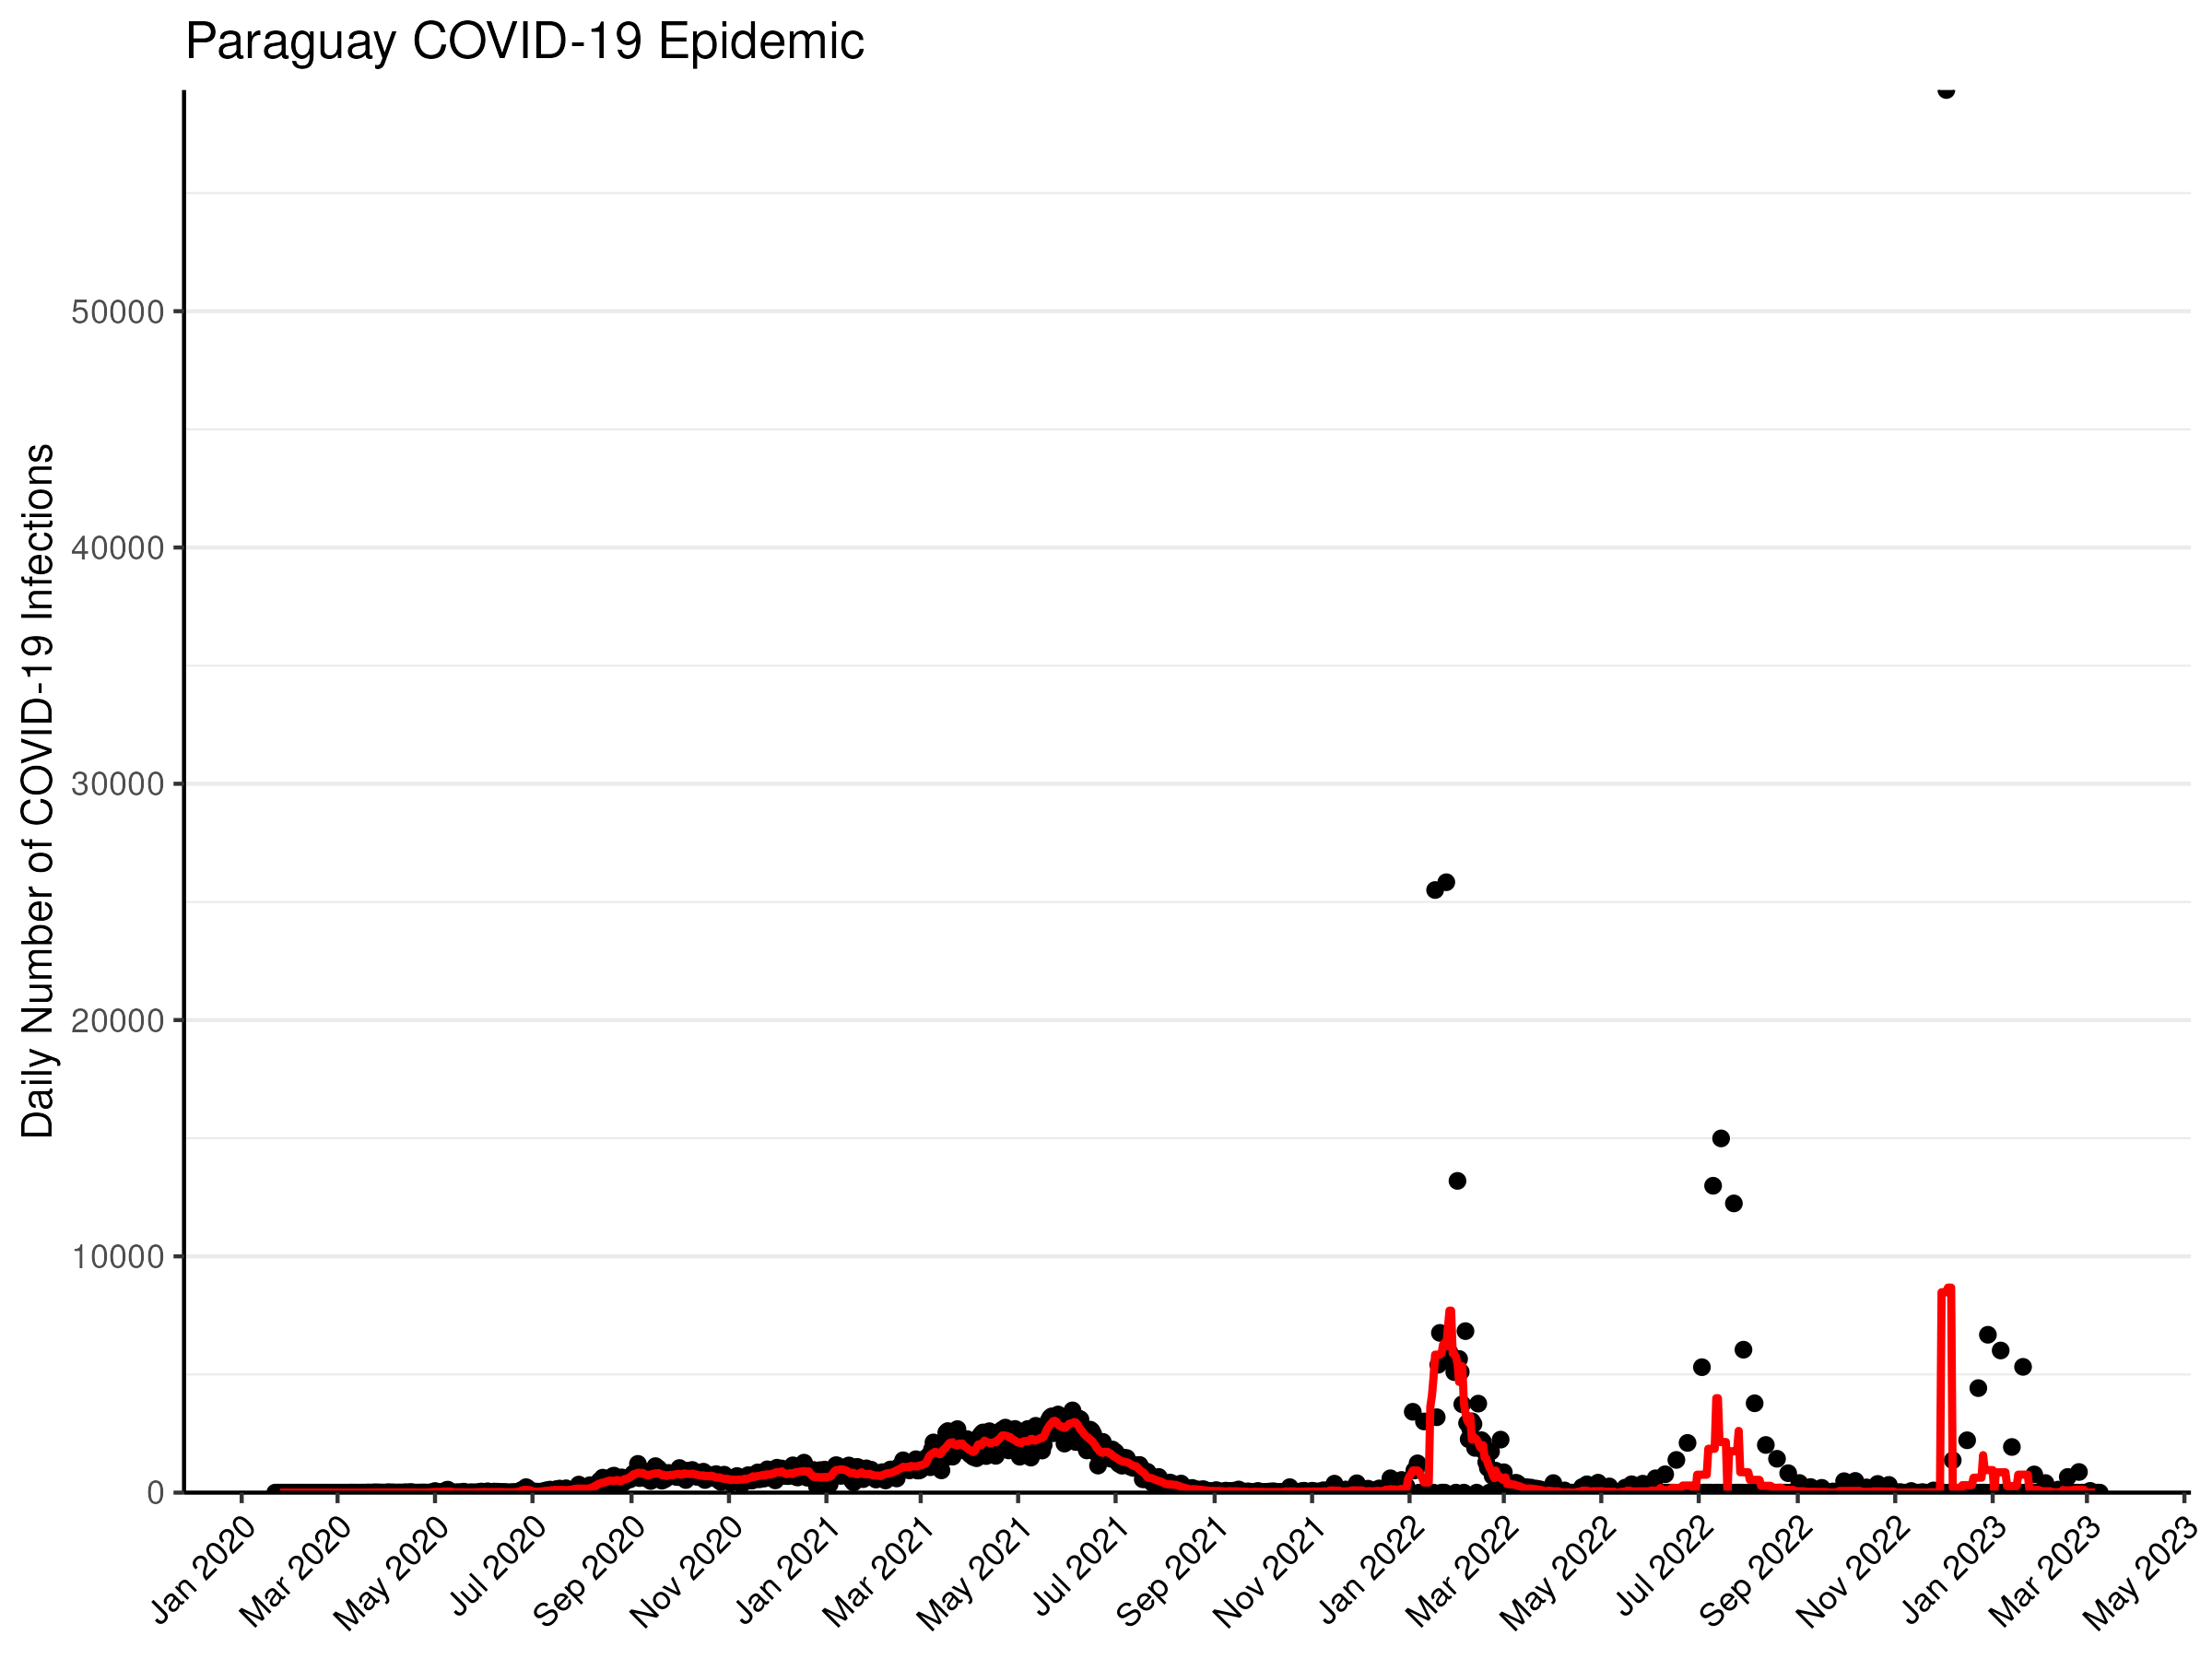 Paraguay COVID-19 Epidemic
Daily Number of COVID-19 Infections
50000
40000
30000
20000
10000
0
Jan 2020
Mar 2020
May 2020
Jul 2020
Sep 2020
Nov 2020
Jan 2021
Mar 2021
May 2021
Jul 2021
Sep 2021
Nov 2021
Jan 2022
Mar 2022
May 2022
Jul 2022
Sep 2022
Nov 2022
Jan 2023
Mar 2023
May 2023